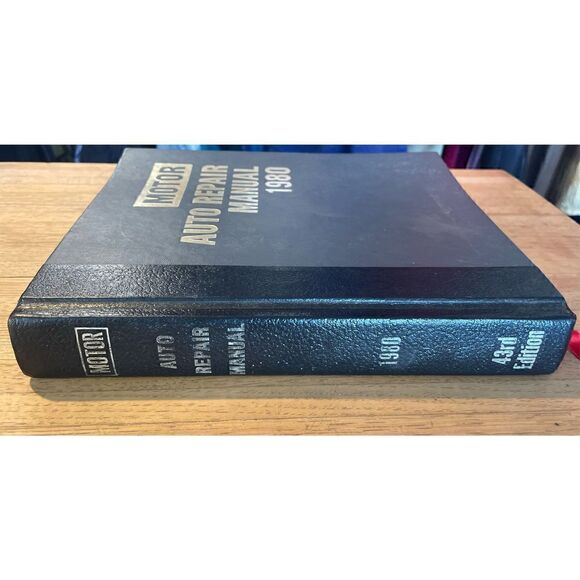 MOTOR
AUTO REPAIR
MANUAL
1980
MOTOR
AUTO
REPAIR
MANUAL
1980
43rd
Edition